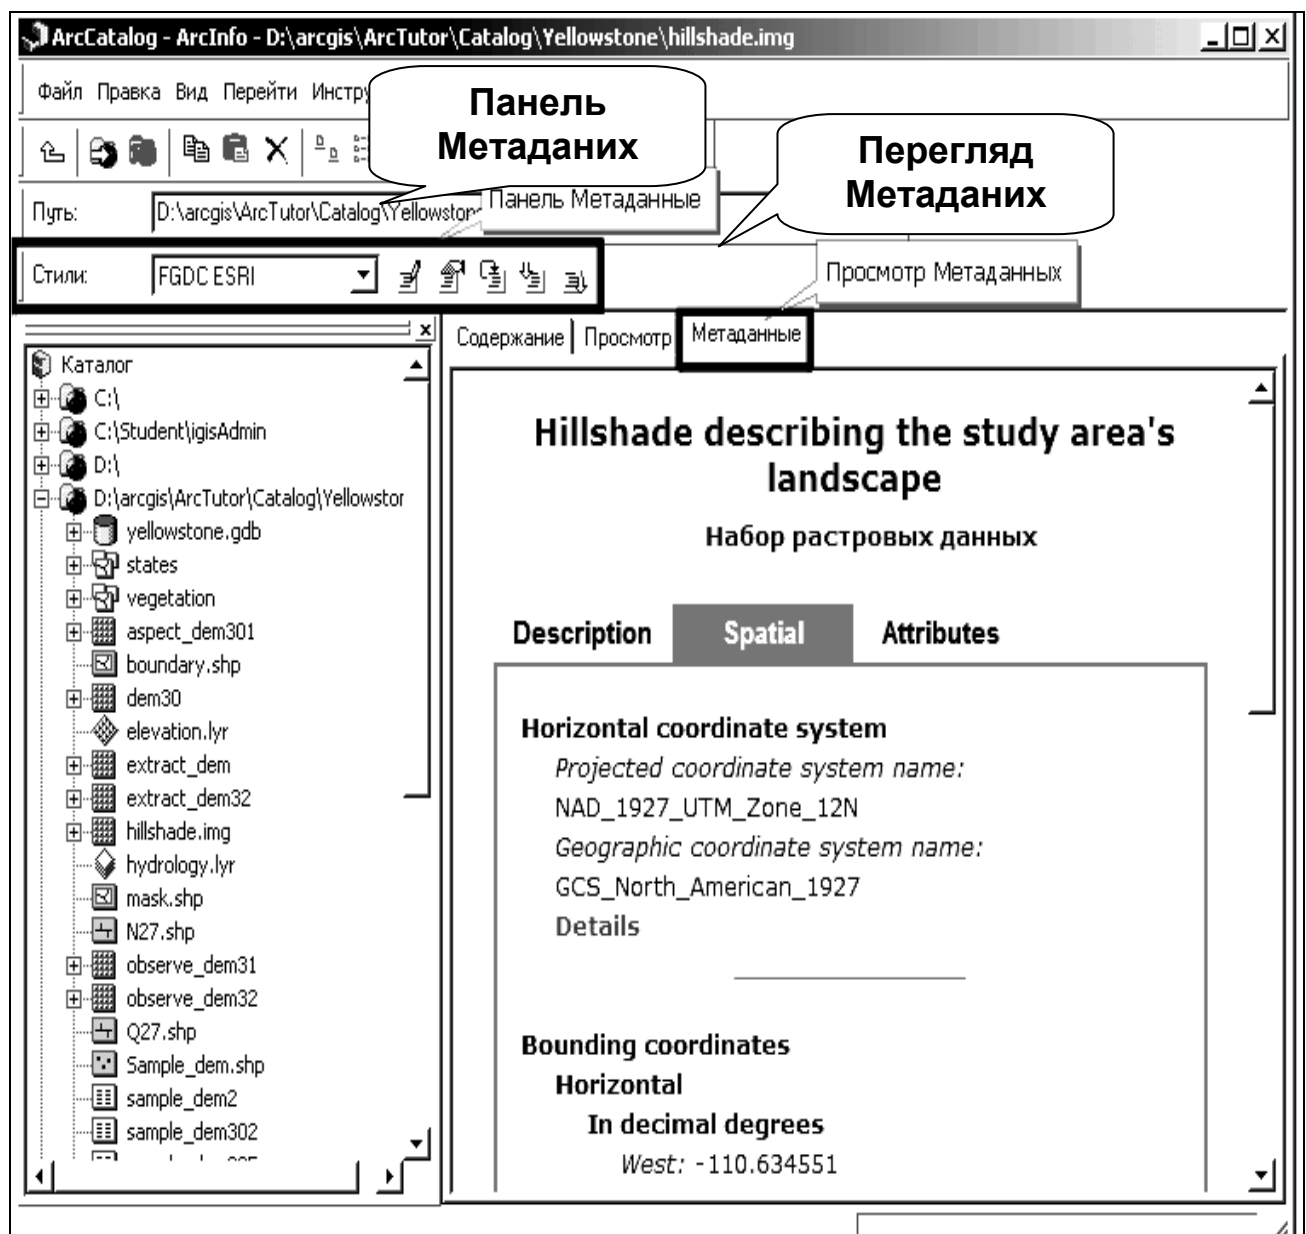 ArcCatalog - ArcInfo - D:\arcgis\ArcTutor\Catalog\Yellowstone\hillshade.img
Файл Правка Вид Перейти
Панель
Метаданих
Перегляд
Метаданих
Путь:
D:\arcgis\ArcTutor\Catalog\Yellowstone
Панель Метаданные
Стили:
FGDC ESRI
Просмотр Метаданных
Содержание Просмотр Метаданные
Каталог
C:\
C:\Student\igisAdmin
D:\
D:\arcgis\ArcTutor\Catalog\Yellowstor
yellowstone.gdb
states
vegetation
aspect_dem301
boundary.shp
dem30
elevation.lyr
extract_dem
extract_dem32
hillshade.img
hydrology.lyr
mask.shp
N27.shp
observe_dem31
observe_dem32
Q27.shp
Sample_dem.shp
sample_dem2
sample_dem302
Hillshade describing the study area's
landscape
Набор растровых данных
Description Spatial Attributes
Horizontal coordinate system
Projected coordinate system name:
NAD_1927_UTM_Zone_12N
Geographic coordinate system name:
GCS_North_American_1927
Details
Bounding coordinates
Horizontal
In decimal degrees
West: -110.634551